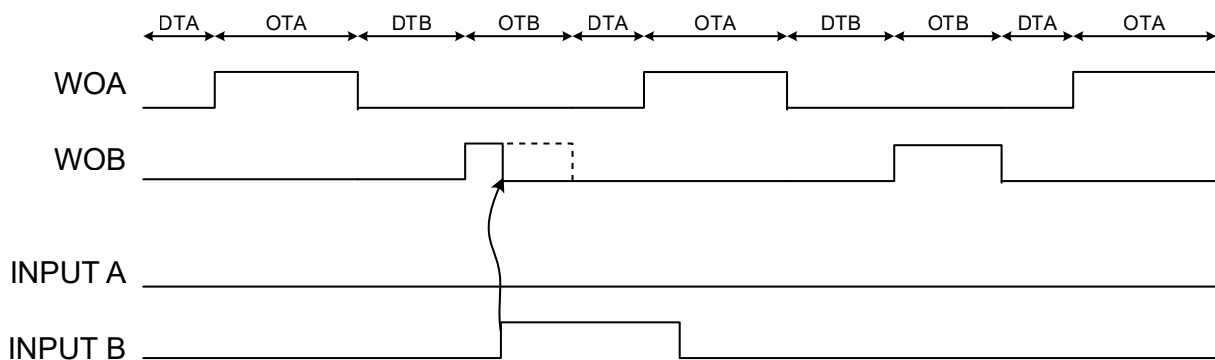 DTA OTA DTB OTB DTA OTA DTB OTB DTA OTA
WOA
WOB
INPUT A
INPUT B